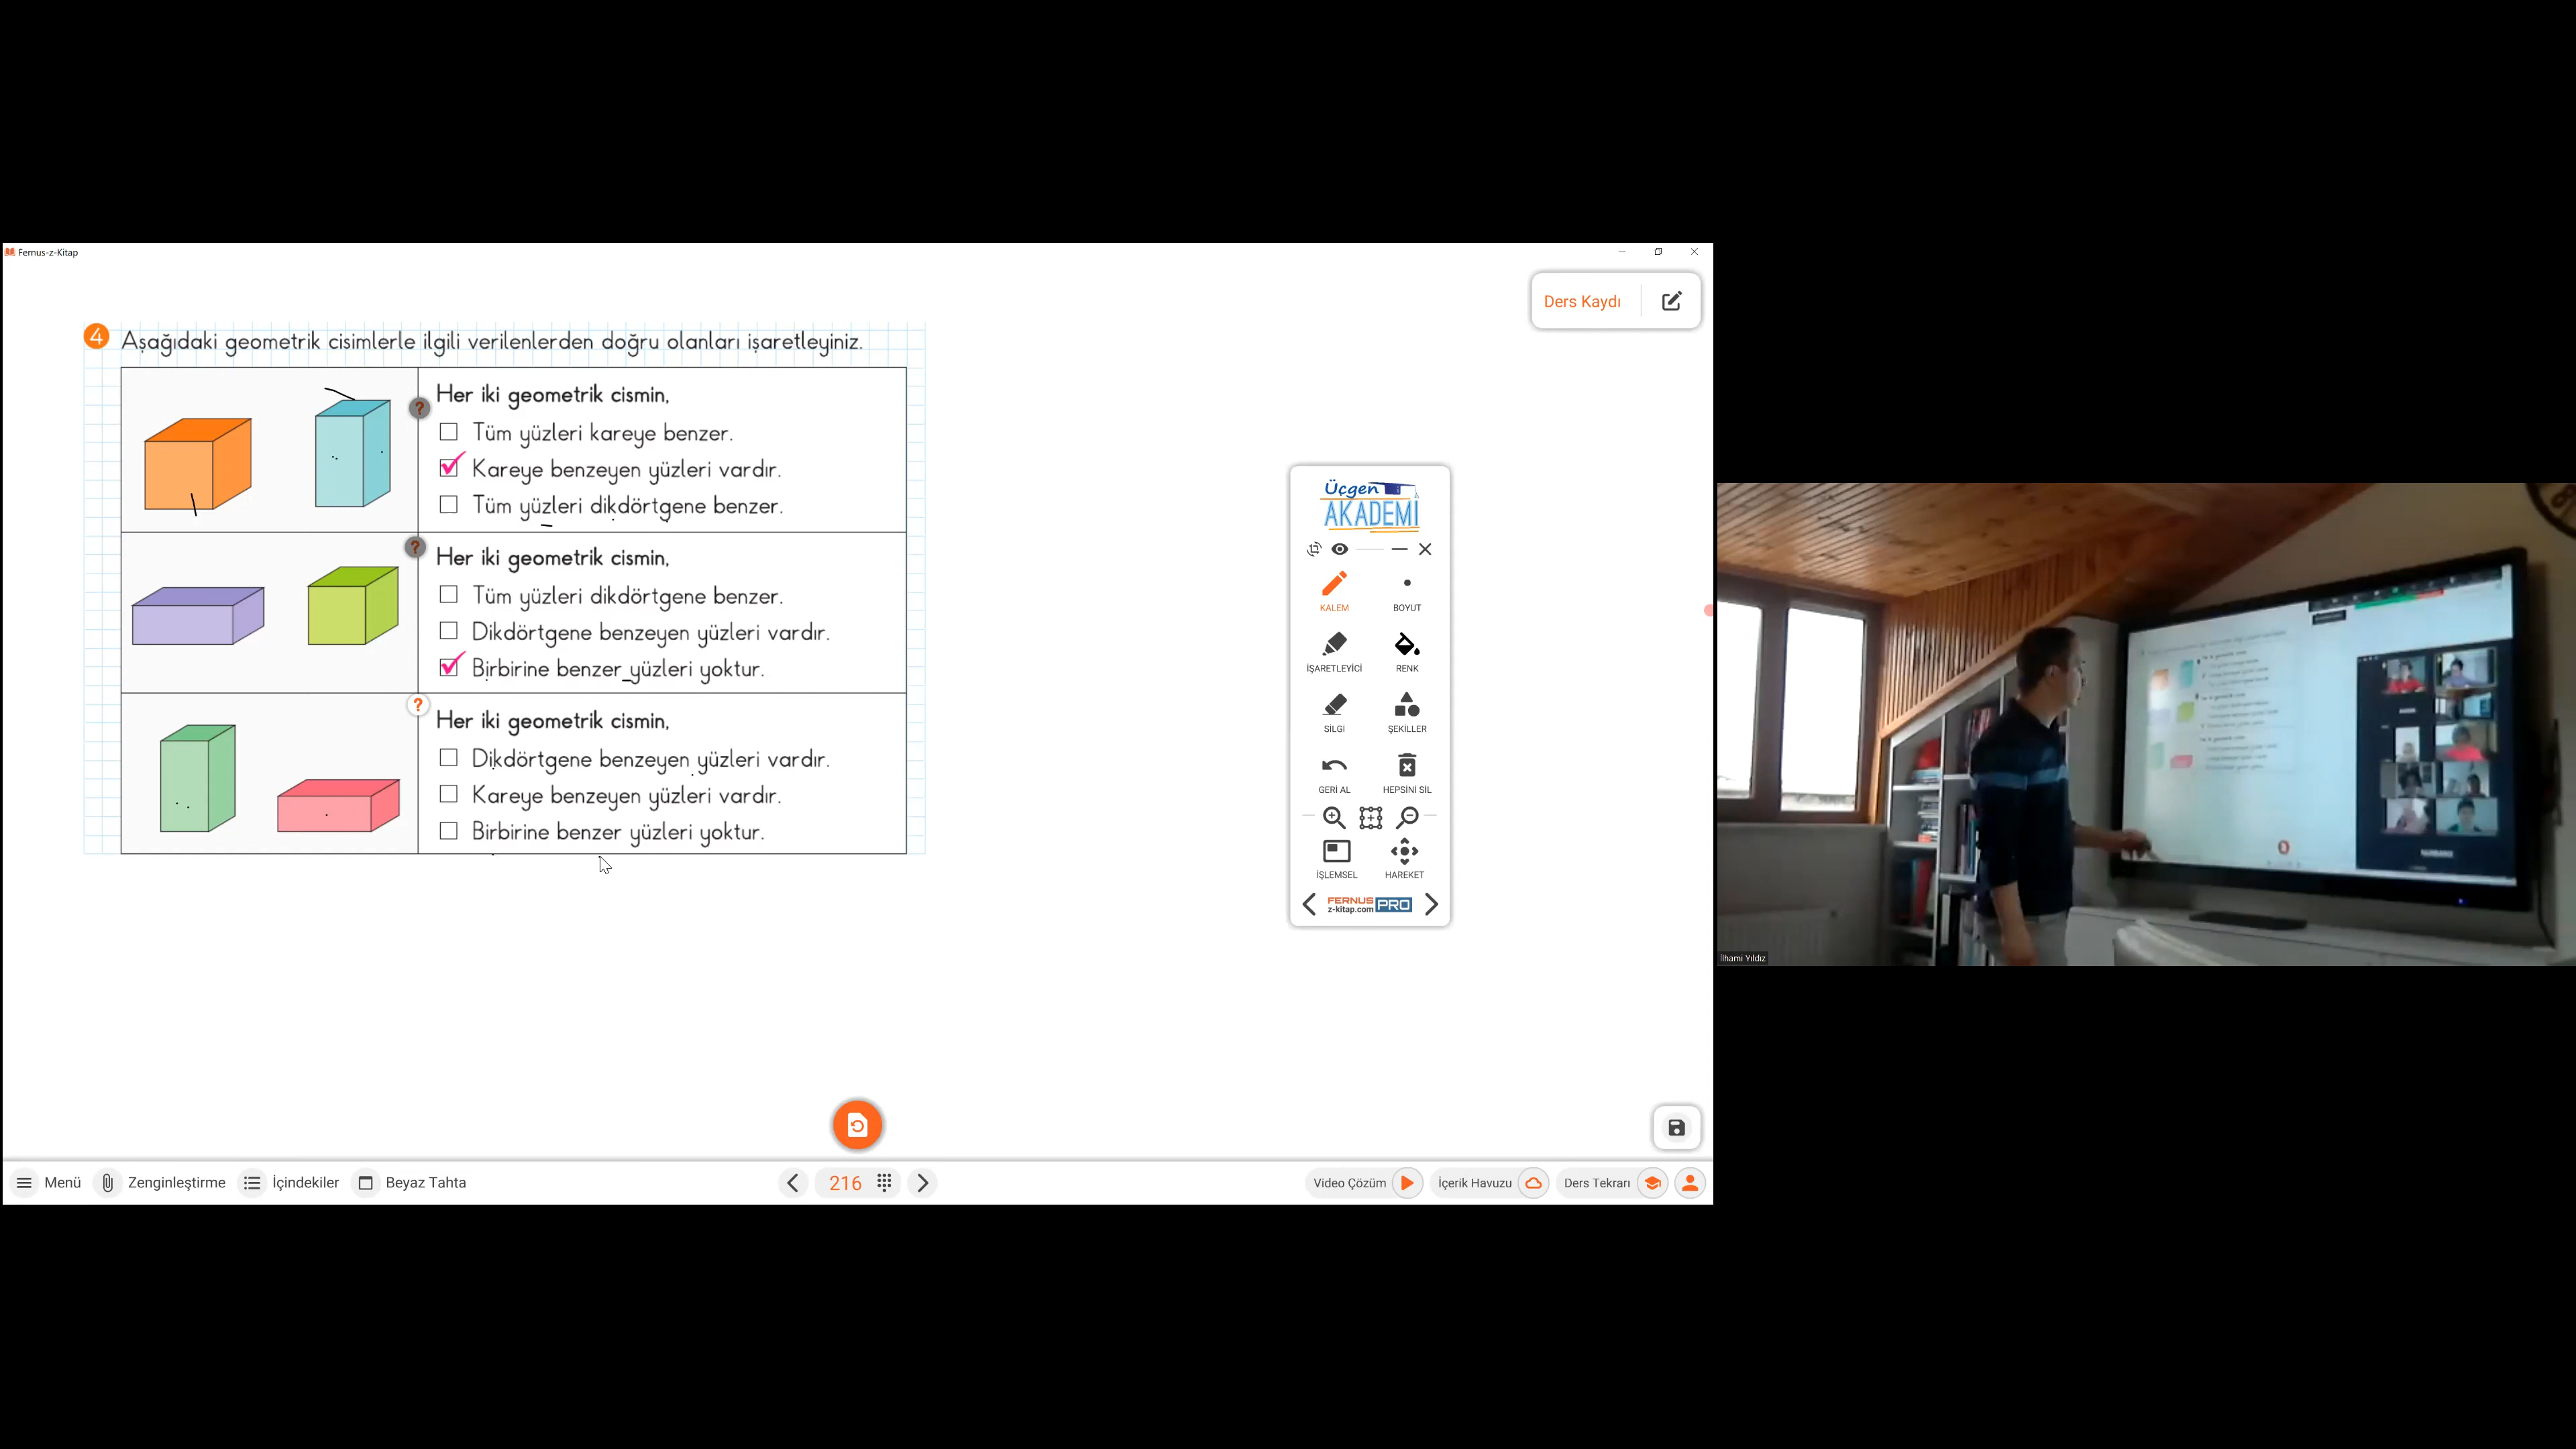 Fernus-z-Kitap
Ders Kaydı
4 Aşağıdaki geometrik cisimlerle ilgili verilenlerden doğru olanları işaretleyiniz.
? Her iki geometrik cismin,
Tüm yüzleri kareye benzer.
Kareye benzeyen yüzleri vardır.
Tüm yüzleri dikdörtgene benzer.
? Her iki geometrik cismin,
Tüm yüzleri dikdörtgene benzer.
Dikdörtgene benzeyen yüzleri vardır.
Birbirine benzer yüzleri yoktur.
? Her iki geometrik cismin,
Dikdörtgene benzeyen yüzleri vardır.
Kareye benzeyen yüzleri vardır.
Birbirine benzer yüzleri yoktur.
Üçgen
AKADEMİ
KALEM BOYUT
İŞARETLEYİCİ RENK
SİLGİ ŞEKİLLER
GERİ AL HEPSİNİ SİL
İŞLEMSEL HAREKET
FERNUS
z-kitap.com PRO
İlhami Yıldız
Menü Zenginleştirme İçindekiler Beyaz Tahta 216 Video Çözüm İçerik Havuzu Ders Tekrarı